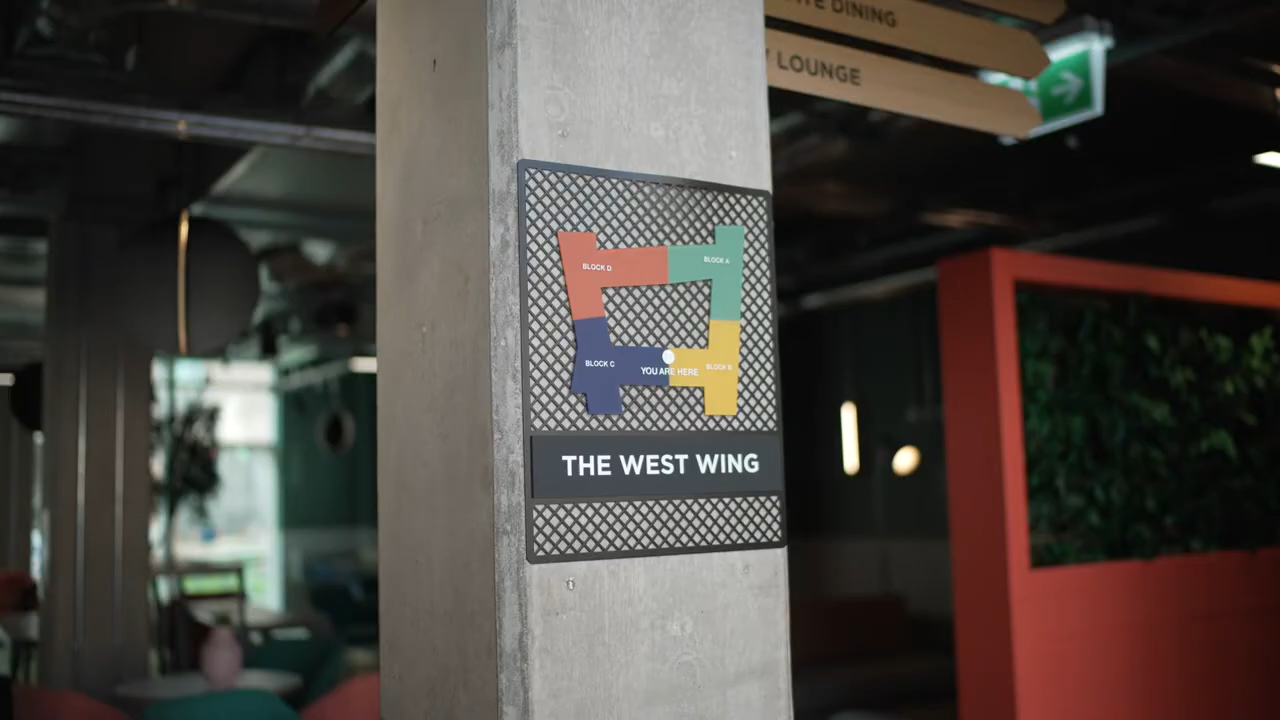 DINING
LOUNGE
BLOCK D
BLOCK A
BLOCK C
YOU ARE HERE
BLOCK B
THE WEST WING